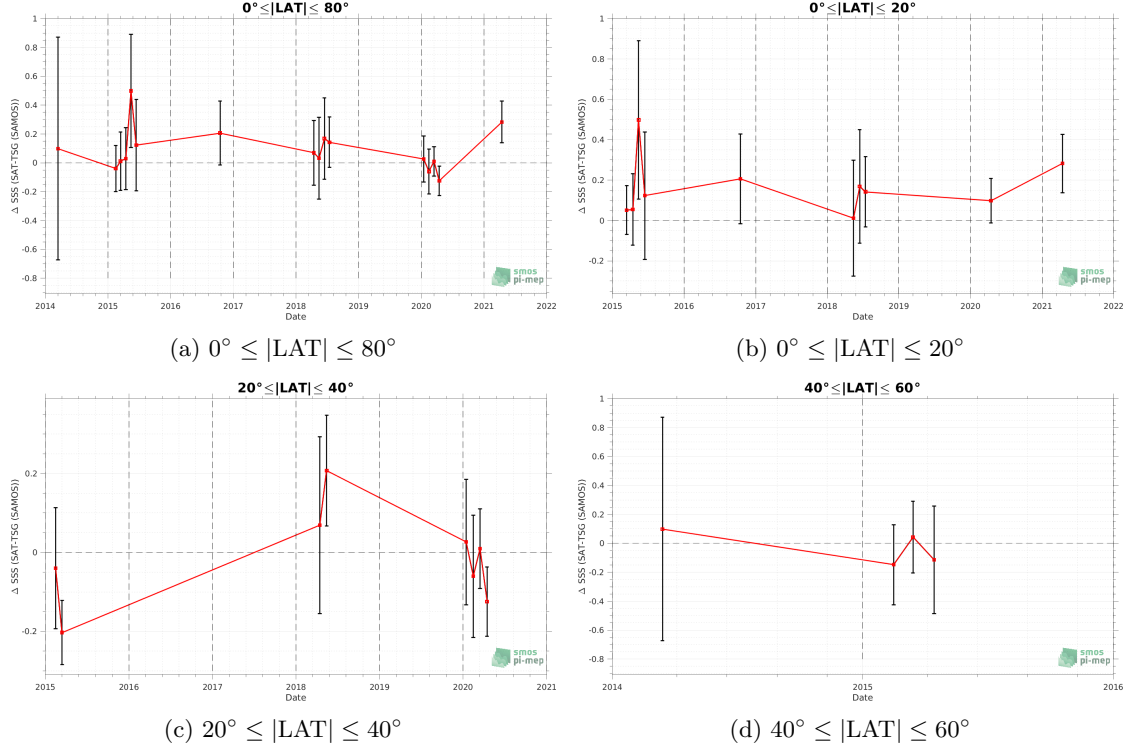 0°≤|LAT|≤ 80°
1
0.8
0.6
0.4
0.2
0
-0.2
-0.4
-0.6
-0.8
Δ SSS (SAT-TSG (SAMOS))
2014 2015 2016 2017 2018 2019 2020 2021 2022
Date
smos
pi-mep
(a) 0° ≤ |LAT| ≤ 80°
0°≤|LAT|≤ 20°
1
0.8
0.6
0.4
0.2
0
-0.2
Δ SSS (SAT-TSG (SAMOS))
2015 2016 2017 2018 2019 2020 2021 2022
Date
smos
pi-mep
(b) 0° ≤ |LAT| ≤ 20°
20°≤|LAT|≤ 40°
0.2
0
-0.2
Δ SSS (SAT-TSG (SAMOS))
2015 2016 2017 2018 2019 2020 2021
Date
smos
pi-mep
(c) 20° ≤ |LAT| ≤ 40°
40°≤|LAT|≤ 60°
1
0.8
0.6
0.4
0.2
0
-0.2
-0.4
-0.6
-0.8
Δ SSS (SAT-TSG (SAMOS))
2014 2015 2016
Date
smos
pi-mep
(d) 40° ≤ |LAT| ≤ 60°